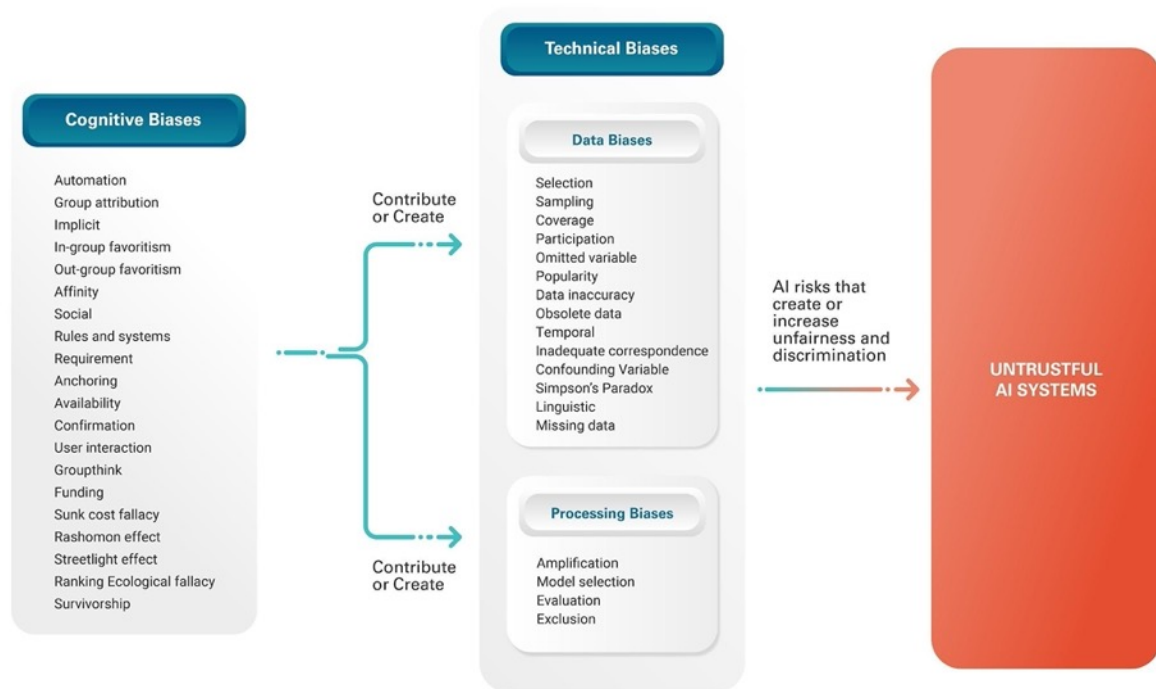 Cognitive Biases
Automation
Group attribution
Implicit
In-group favoritism
Out-group favoritism
Affinity
Social
Rules and systems
Requirement
Anchoring
Availability
Confirmation
User interaction
Groupthink
Funding
Sunk cost fallacy
Rashomon effect
Streetlight effect
Ranking Ecological fallacy
Survivorship
Contribute
or Create
Contribute
or Create
Technical Biases
Data Biases
Selection
Sampling
Coverage
Participation
Omitted variable
Popularity
Data inaccuracy
Obsolete data
Temporal
Inadequate correspondence
Confounding Variable
Simpson's Paradox
Linguistic
Missing data
Processing Biases
Amplification
Model selection
Evaluation
Exclusion
AI risks that
create or
increase
unfairness and
discrimination
UNTRUSTFUL
AI SYSTEMS